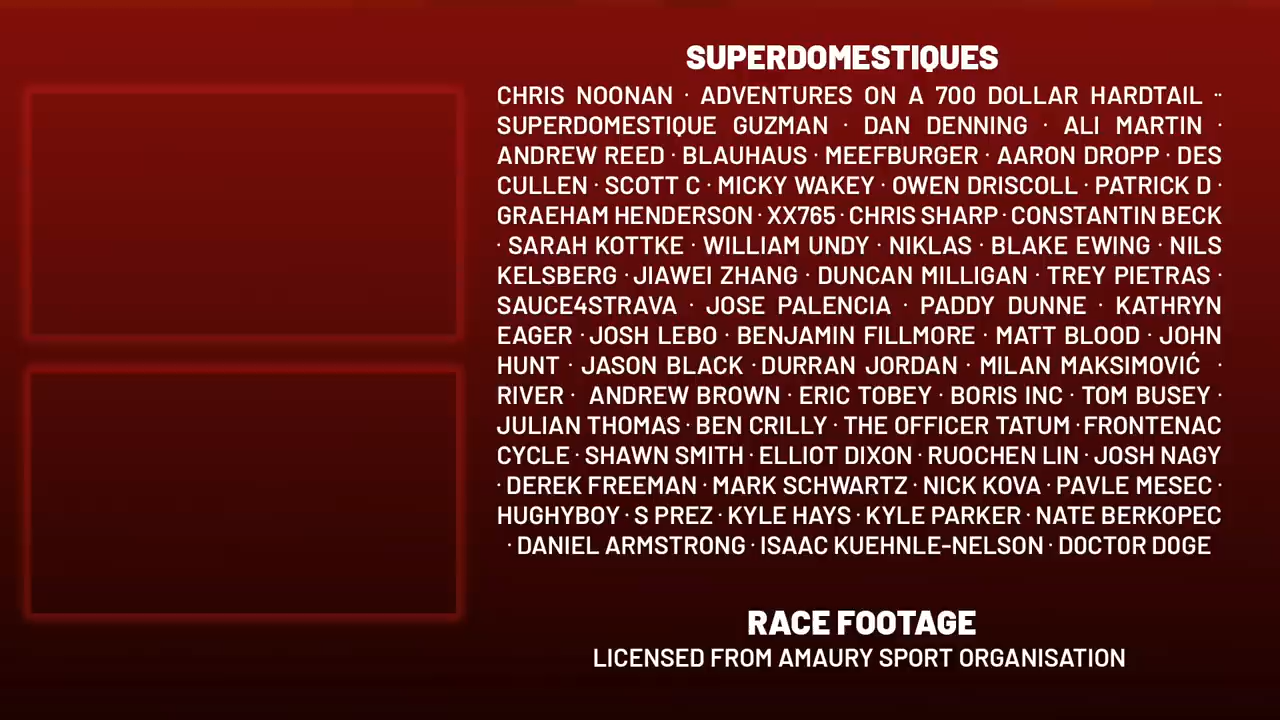 SUPERDOMESTIQUES
CHRIS NOONAN · ADVENTURES ON A 700 DOLLAR HARDTAIL ··
SUPERDOMESTIQUE GUZMAN · DAN DENNING · ALI MARTIN ·
ANDREW REED · BLAUHAUS · MEEFBURGER · AARON DROPP · DES
CULLEN · SCOTT C · MICKY WAKEY · OWEN DRISCOLL · PATRICK D ·
GRAEHAM HENDERSON · XX765 · CHRIS SHARP · CONSTANTIN BECK
· SARAH KOTTKE · WILLIAM UNDY · NIKLAS · BLAKE EWING · NILS
KELSBERG · JIAWEI ZHANG · DUNCAN MILLIGAN · TREY PIETRAS ·
SAUCE4STRAVA · JOSE PALENCIA · PADDY DUNNE · KATHRYN
EAGER · JOSH LEBO · BENJAMIN FILLMORE · MATT BLOOD · JOHN
HUNT · JASON BLACK · DURRAN JORDAN · MILAN MAKSIMOVIĆ ·
RIVER · ANDREW BROWN · ERIC TOBEY · BORIS INC · TOM BUSEY ·
JULIAN THOMAS · BEN CRILLY · THE OFFICER TATUM · FRONTENAC
CYCLE · SHAWN SMITH · ELLIOT DIXON · RUOCHEN LIN · JOSH NAGY
· DEREK FREEMAN · MARK SCHWARTZ · NICK KOVA · PAVLE MESEC ·
HUGHYBOY · S PREZ · KYLE HAYS · KYLE PARKER · NATE BERKOPEC
· DANIEL ARMSTRONG · ISAAC KUEHNLE-NELSON · D0CT0R D0GE
RACE FOOTAGE
LICENSED FROM AMAURY SPORT ORGANISATION